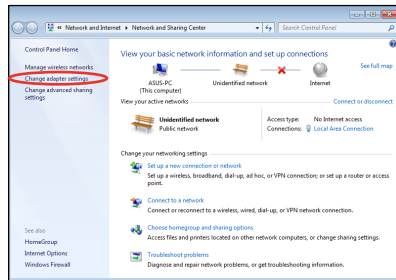 Network and Internet ▸ Network and Sharing Center
Search Control Panel
Control Panel Home
Manage wireless networks
Change adapter settings
Change advanced sharing
settings
See also
HomeGroup
Internet Options
Windows Firewall
View your basic network information and set up connections
See full map
ASUS-PC
(This computer)
Unidentified network
Internet
View your active networks
Connect or disconnect
Unidentified network
Public network
Access type: No Internet access
Connections: Local Area Connection
Change your networking settings
Set up a new connection or network
Set up a wireless, broadband, dial-up, ad hoc, or VPN connection; or set up a router or access
point.
Connect to a network
Connect or reconnect to a wireless, wired, dial-up, or VPN network connection.
Choose homegroup and sharing options
Access files and printers located on other network computers, or change sharing settings.
Troubleshoot problems
Diagnose and repair network problems, or get troubleshooting information.